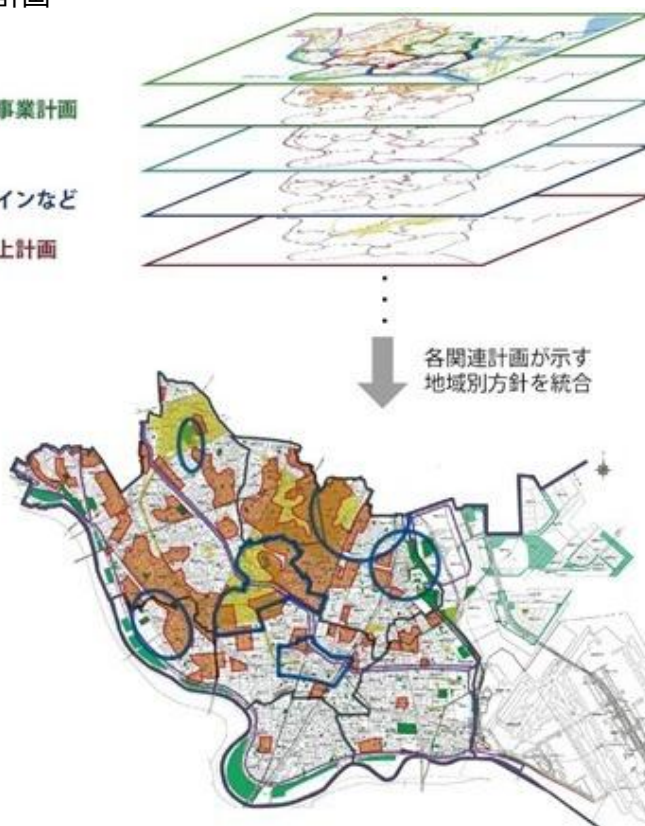 計画
事業計画
インなど
上計画
各関連計画が示す
地域別方針を統合